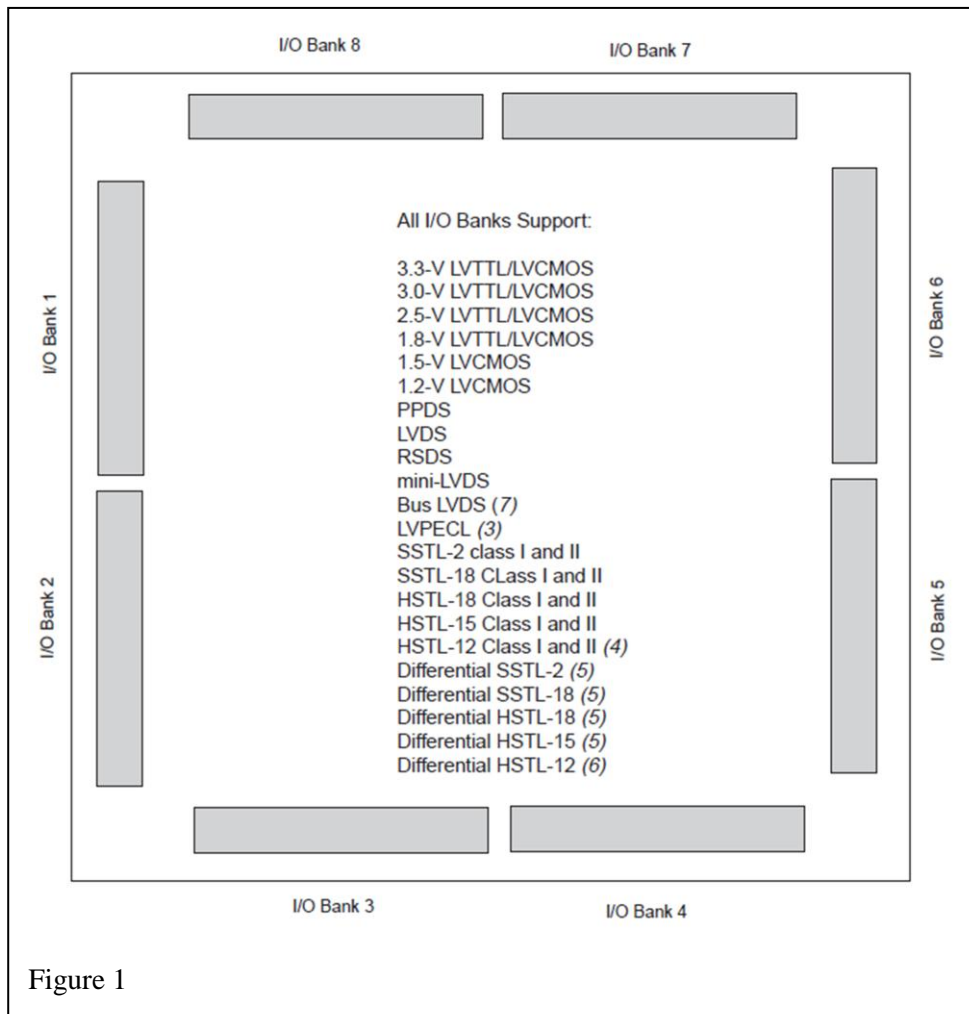 I/O Bank 8
I/O Bank 7
I/O Bank 1
I/O Bank 6
All I/O Banks Support:
3.3-V LVTTL/LVCMOS
3.0-V LVTTL/LVCMOS
2.5-V LVTTL/LVCMOS
1.8-V LVTTL/LVCMOS
1.5-V LVCMOS
1.2-V LVCMOS
PPDS
LVDS
RSDS
mini-LVDS
Bus LVDS (7)
LVPECL (3)
SSTL-2 class I and II
SSTL-18 CLass I and II
HSTL-18 Class I and II
HSTL-15 Class I and II
HSTL-12 Class I and II (4)
Differential SSTL-2 (5)
Differential SSTL-18 (5)
Differential HSTL-18 (5)
Differential HSTL-15 (5)
Differential HSTL-12 (6)
I/O Bank 2
I/O Bank 5
I/O Bank 3
I/O Bank 4
Figure 1